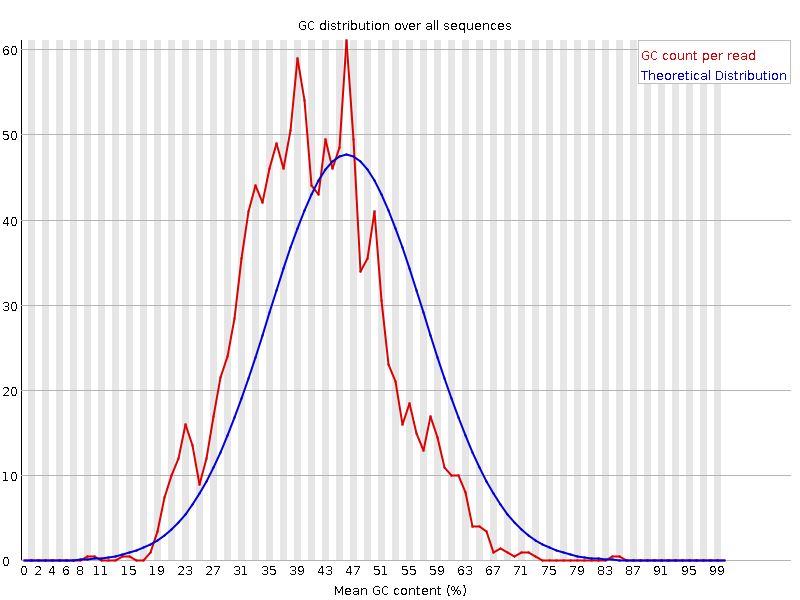 GC distribution over all sequences
GC count per read
Theoretical Distribution
60
50
40
30
20
10
0
0 2 4 6 8 11 15 19 23 27 31 35 39 43 47 51 55 59 63 67 71 75 79 83 87 91 95 99
Mean GC content (%)